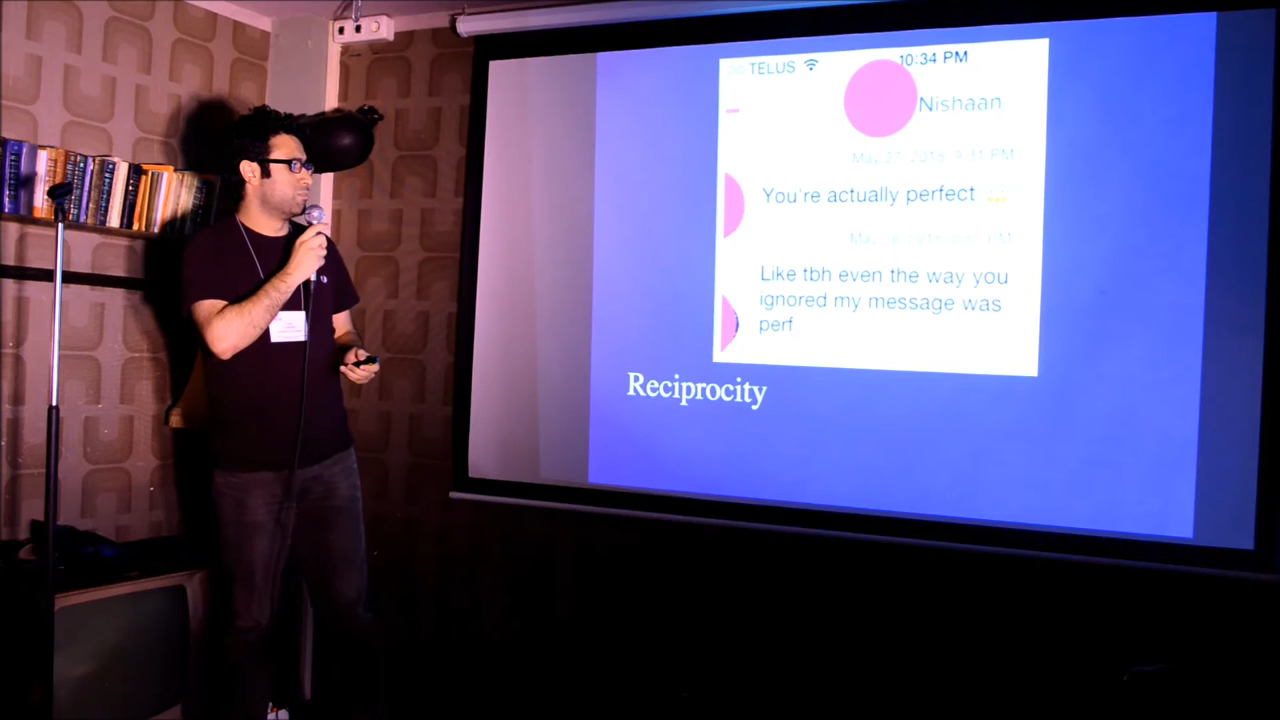 TELUS 10:34 PM
Nishaan
You're actually perfect
Like tbh even the way you
ignored my message was
perf
Reciprocity